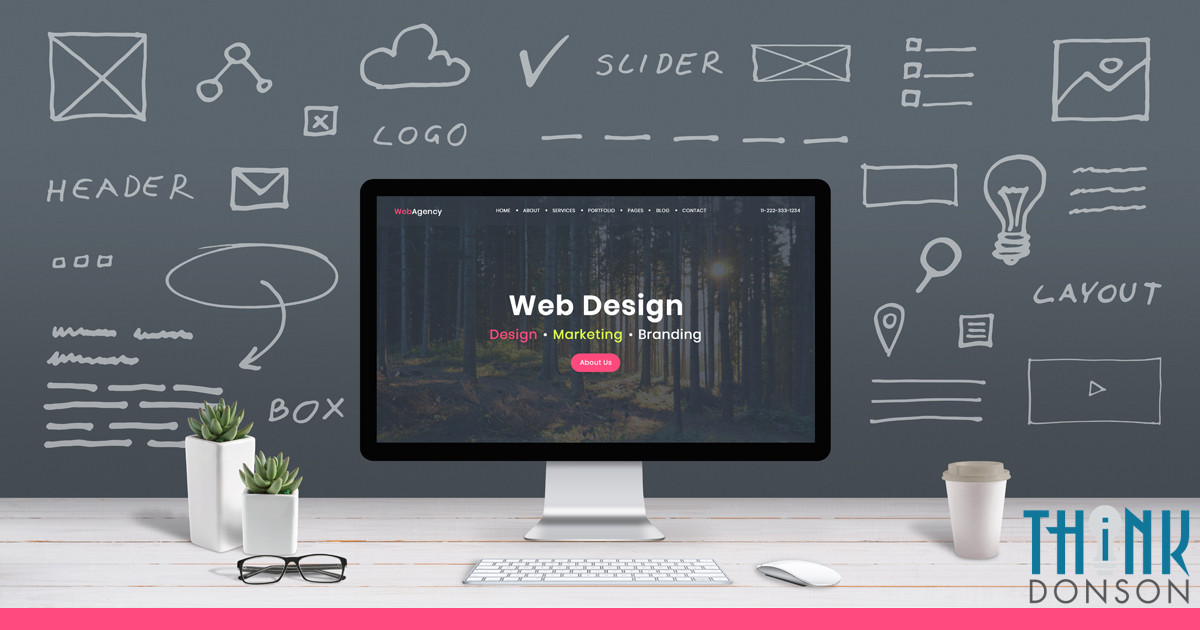 SLIDER
LOGO
HEADER
WebAgency
HOME • ABOUT • SERVICES • PORTFOLIO • PAGES • BLOG • CONTACT
11-222-333-1234
Web Design
Design • Marketing • Branding
About Us
LAYOUT
BOX
THiNK
DONSON